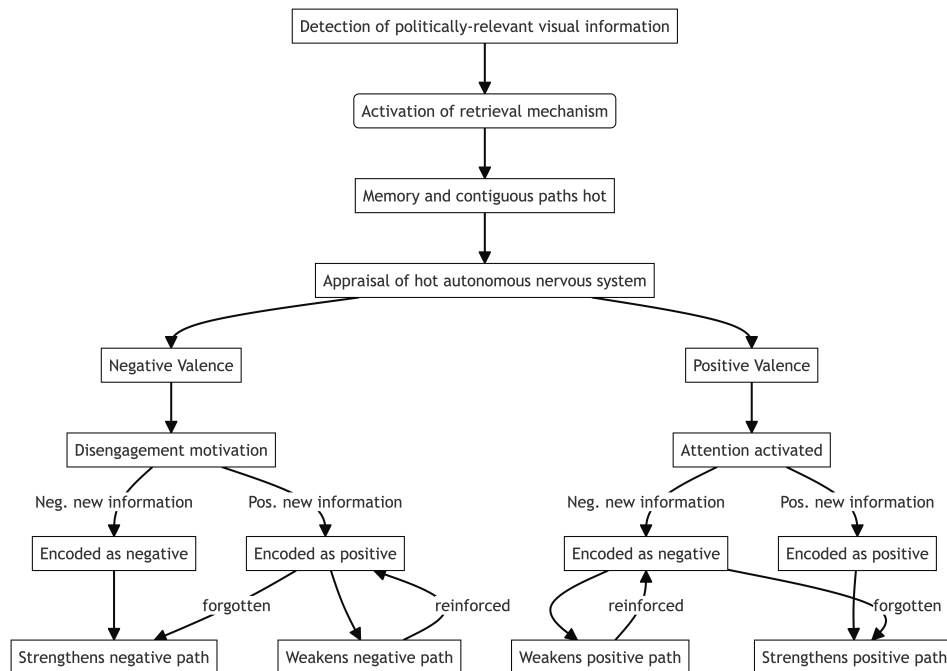 Detection of politically-relevant visual information
Activation of retrieval mechanism
Memory and contiguous paths hot
Appraisal of hot autonomous nervous system
Negative Valence
Positive Valence
Disengagement motivation
Attention activated
Neg. new information
Pos. new information
Neg. new information
Pos. new information
Encoded as negative
Encoded as positive
Encoded as negative
Encoded as positive
forgotten
reinforced
reinforced
forgotten
Strengthens negative path
Weakens negative path
Weakens positive path
Strengthens positive path